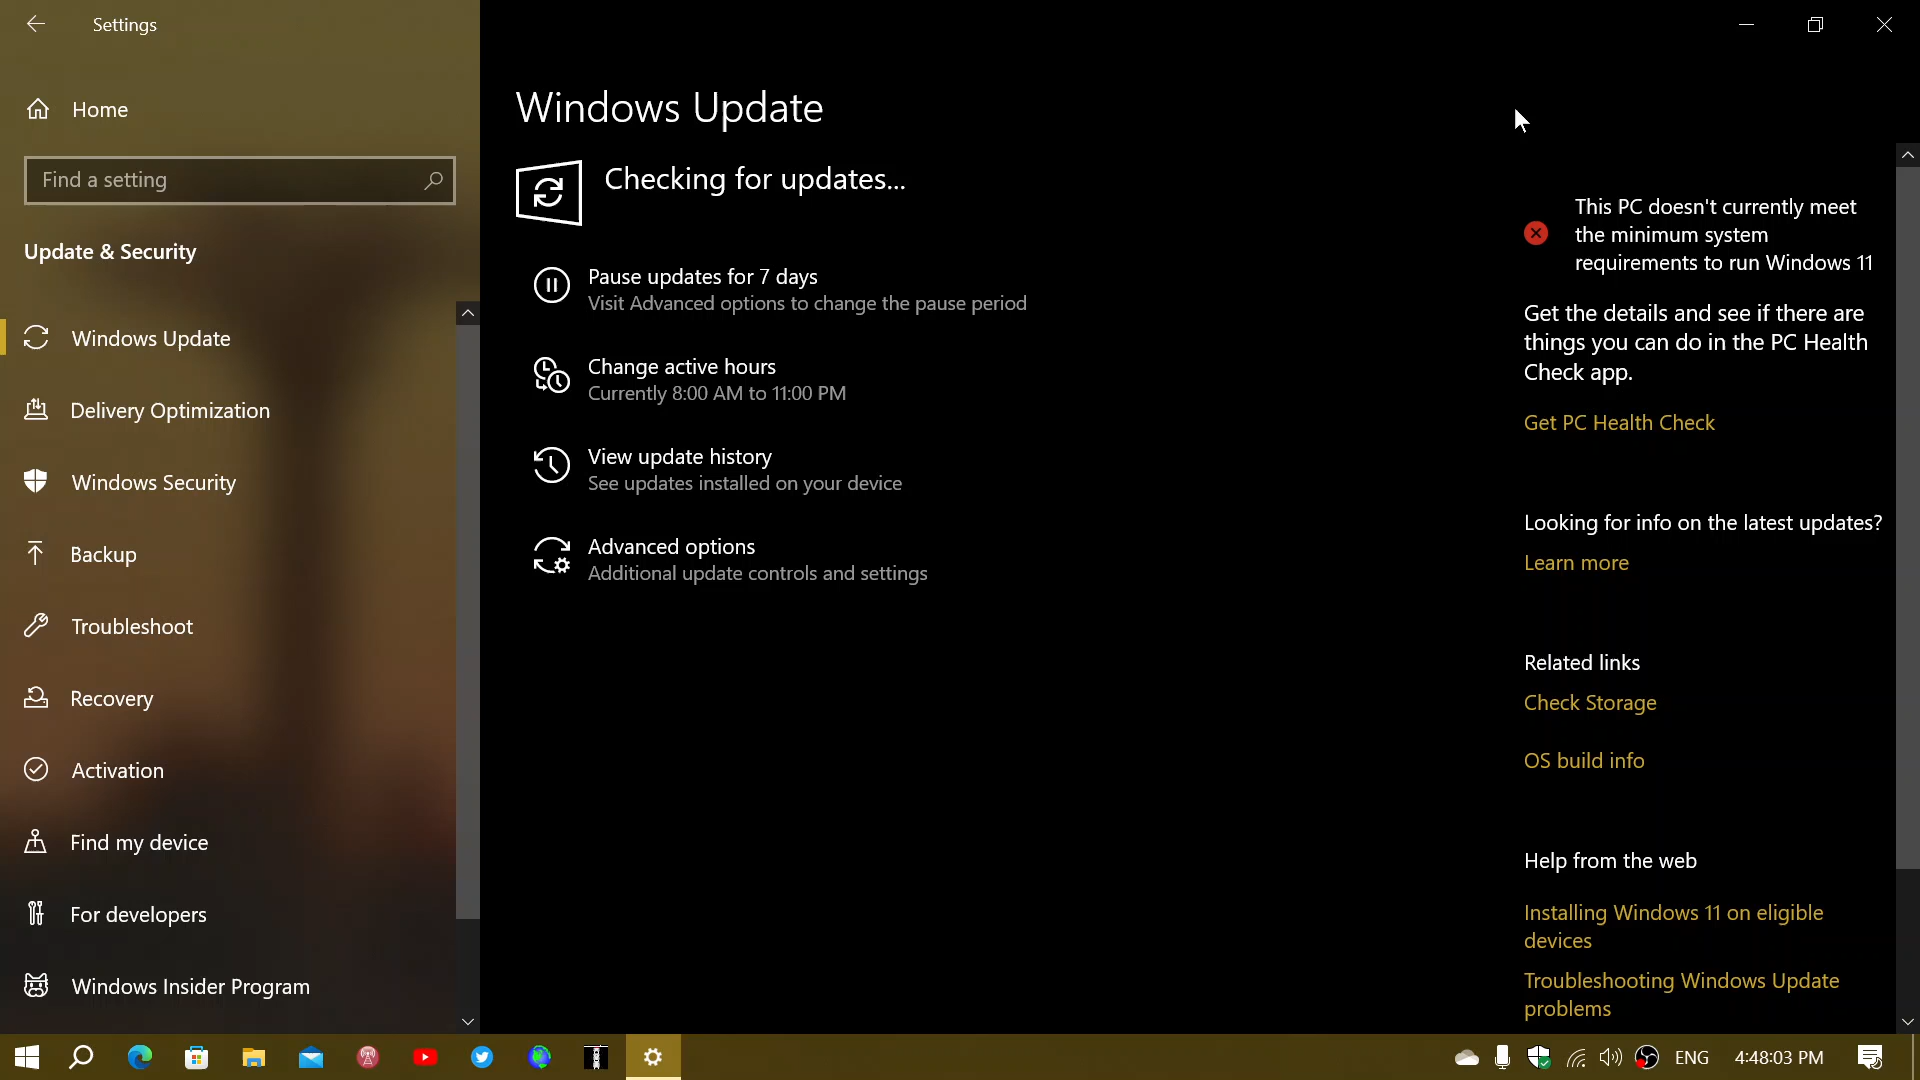 Settings
Home
Find a setting
Update & Security
Windows Update
Delivery Optimization
Windows Security
Backup
Troubleshoot
Recovery
Activation
Find my device
For developers
Windows Insider Program
Windows Update
Checking for updates...
Pause updates for 7 days
Visit Advanced options to change the pause period
Change active hours
Currently 8:00 AM to 11:00 PM
View update history
See updates installed on your device
Advanced options
Additional update controls and settings
This PC doesn't currently meet
the minimum system
requirements to run Windows 11
Get the details and see if there are
things you can do in the PC Health
Check app.
Get PC Health Check
Looking for info on the latest updates?
Learn more
Related links
Check Storage
OS build info
Help from the web
Installing Windows 11 on eligible
devices
Troubleshooting Windows Update
problems
ENG
4:48:03 PM